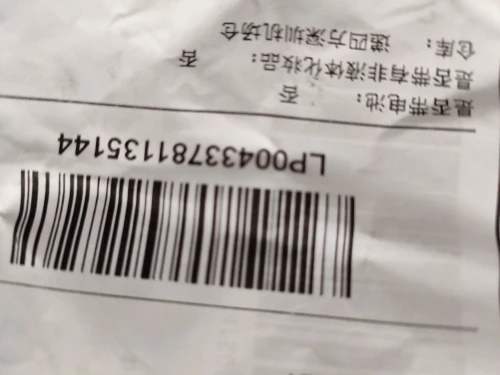 LP00433781135144
是否带电池: 否
是否带有非液体化妆品: 否
仓库: 递四方深圳机场仓